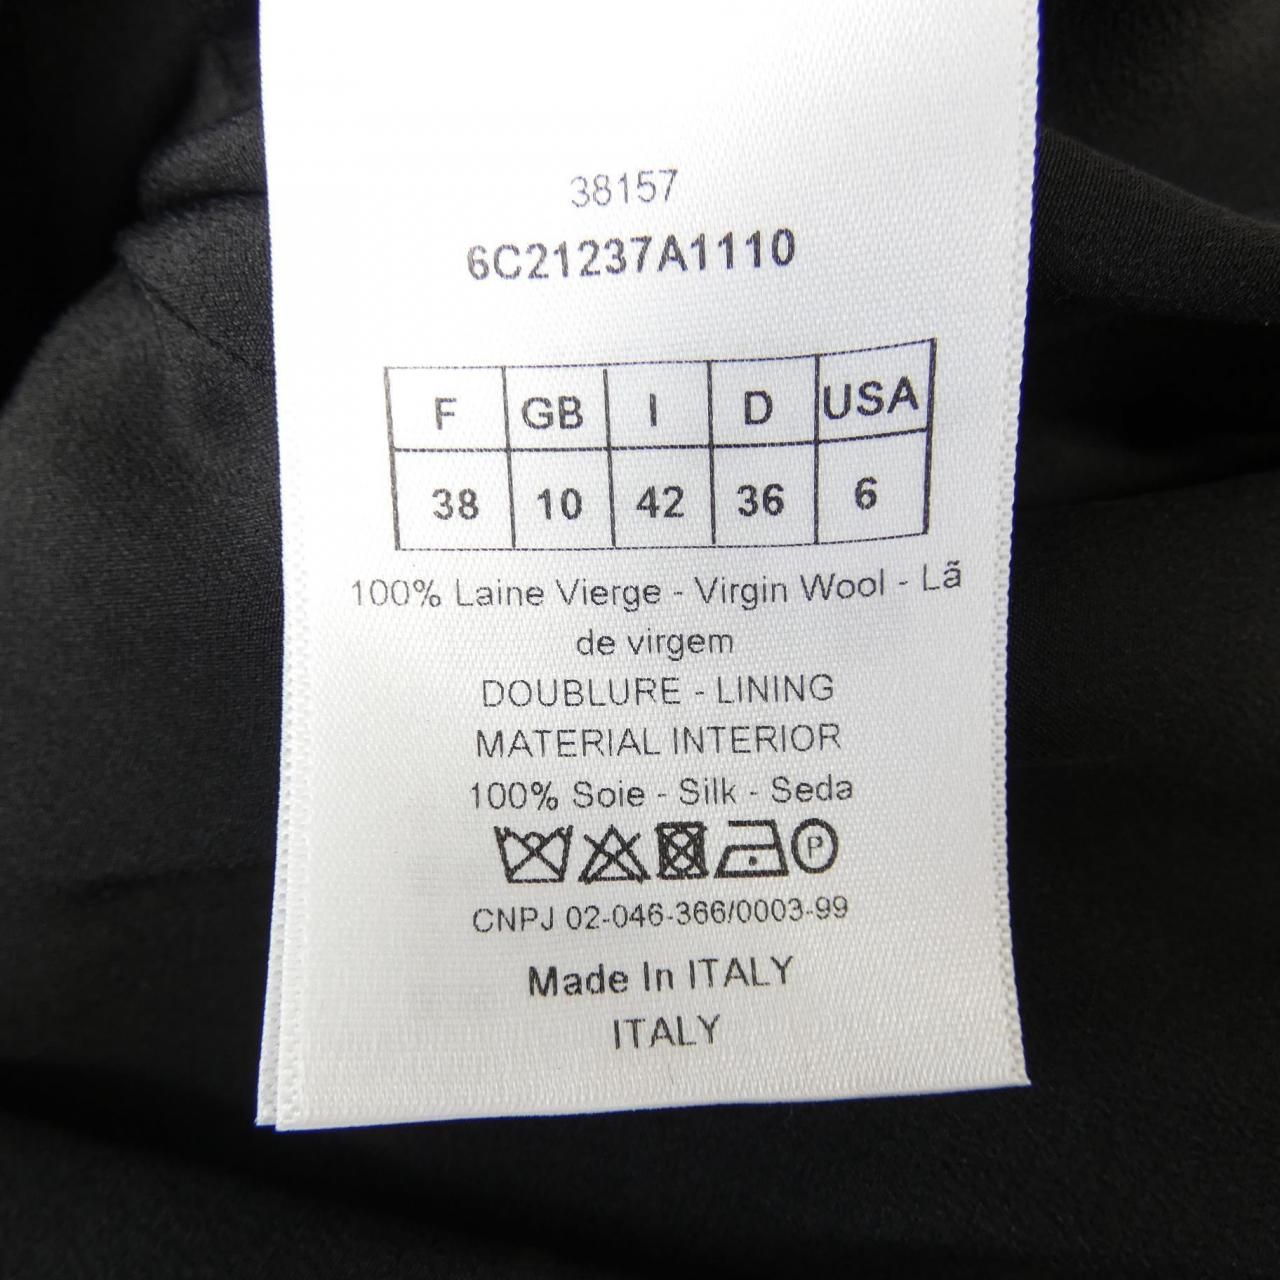 38157
6C21237A1110
F GB I D USA
38 10 42 36 6
100% Laine Vierge - Virgin Wool - Lã
de virgem
DOUBLURE - LINING
MATERIAL INTERIOR
100% Soie - Silk - Seda
P
CNPJ 02-046-366/0003-99
Made In ITALY
ITALY